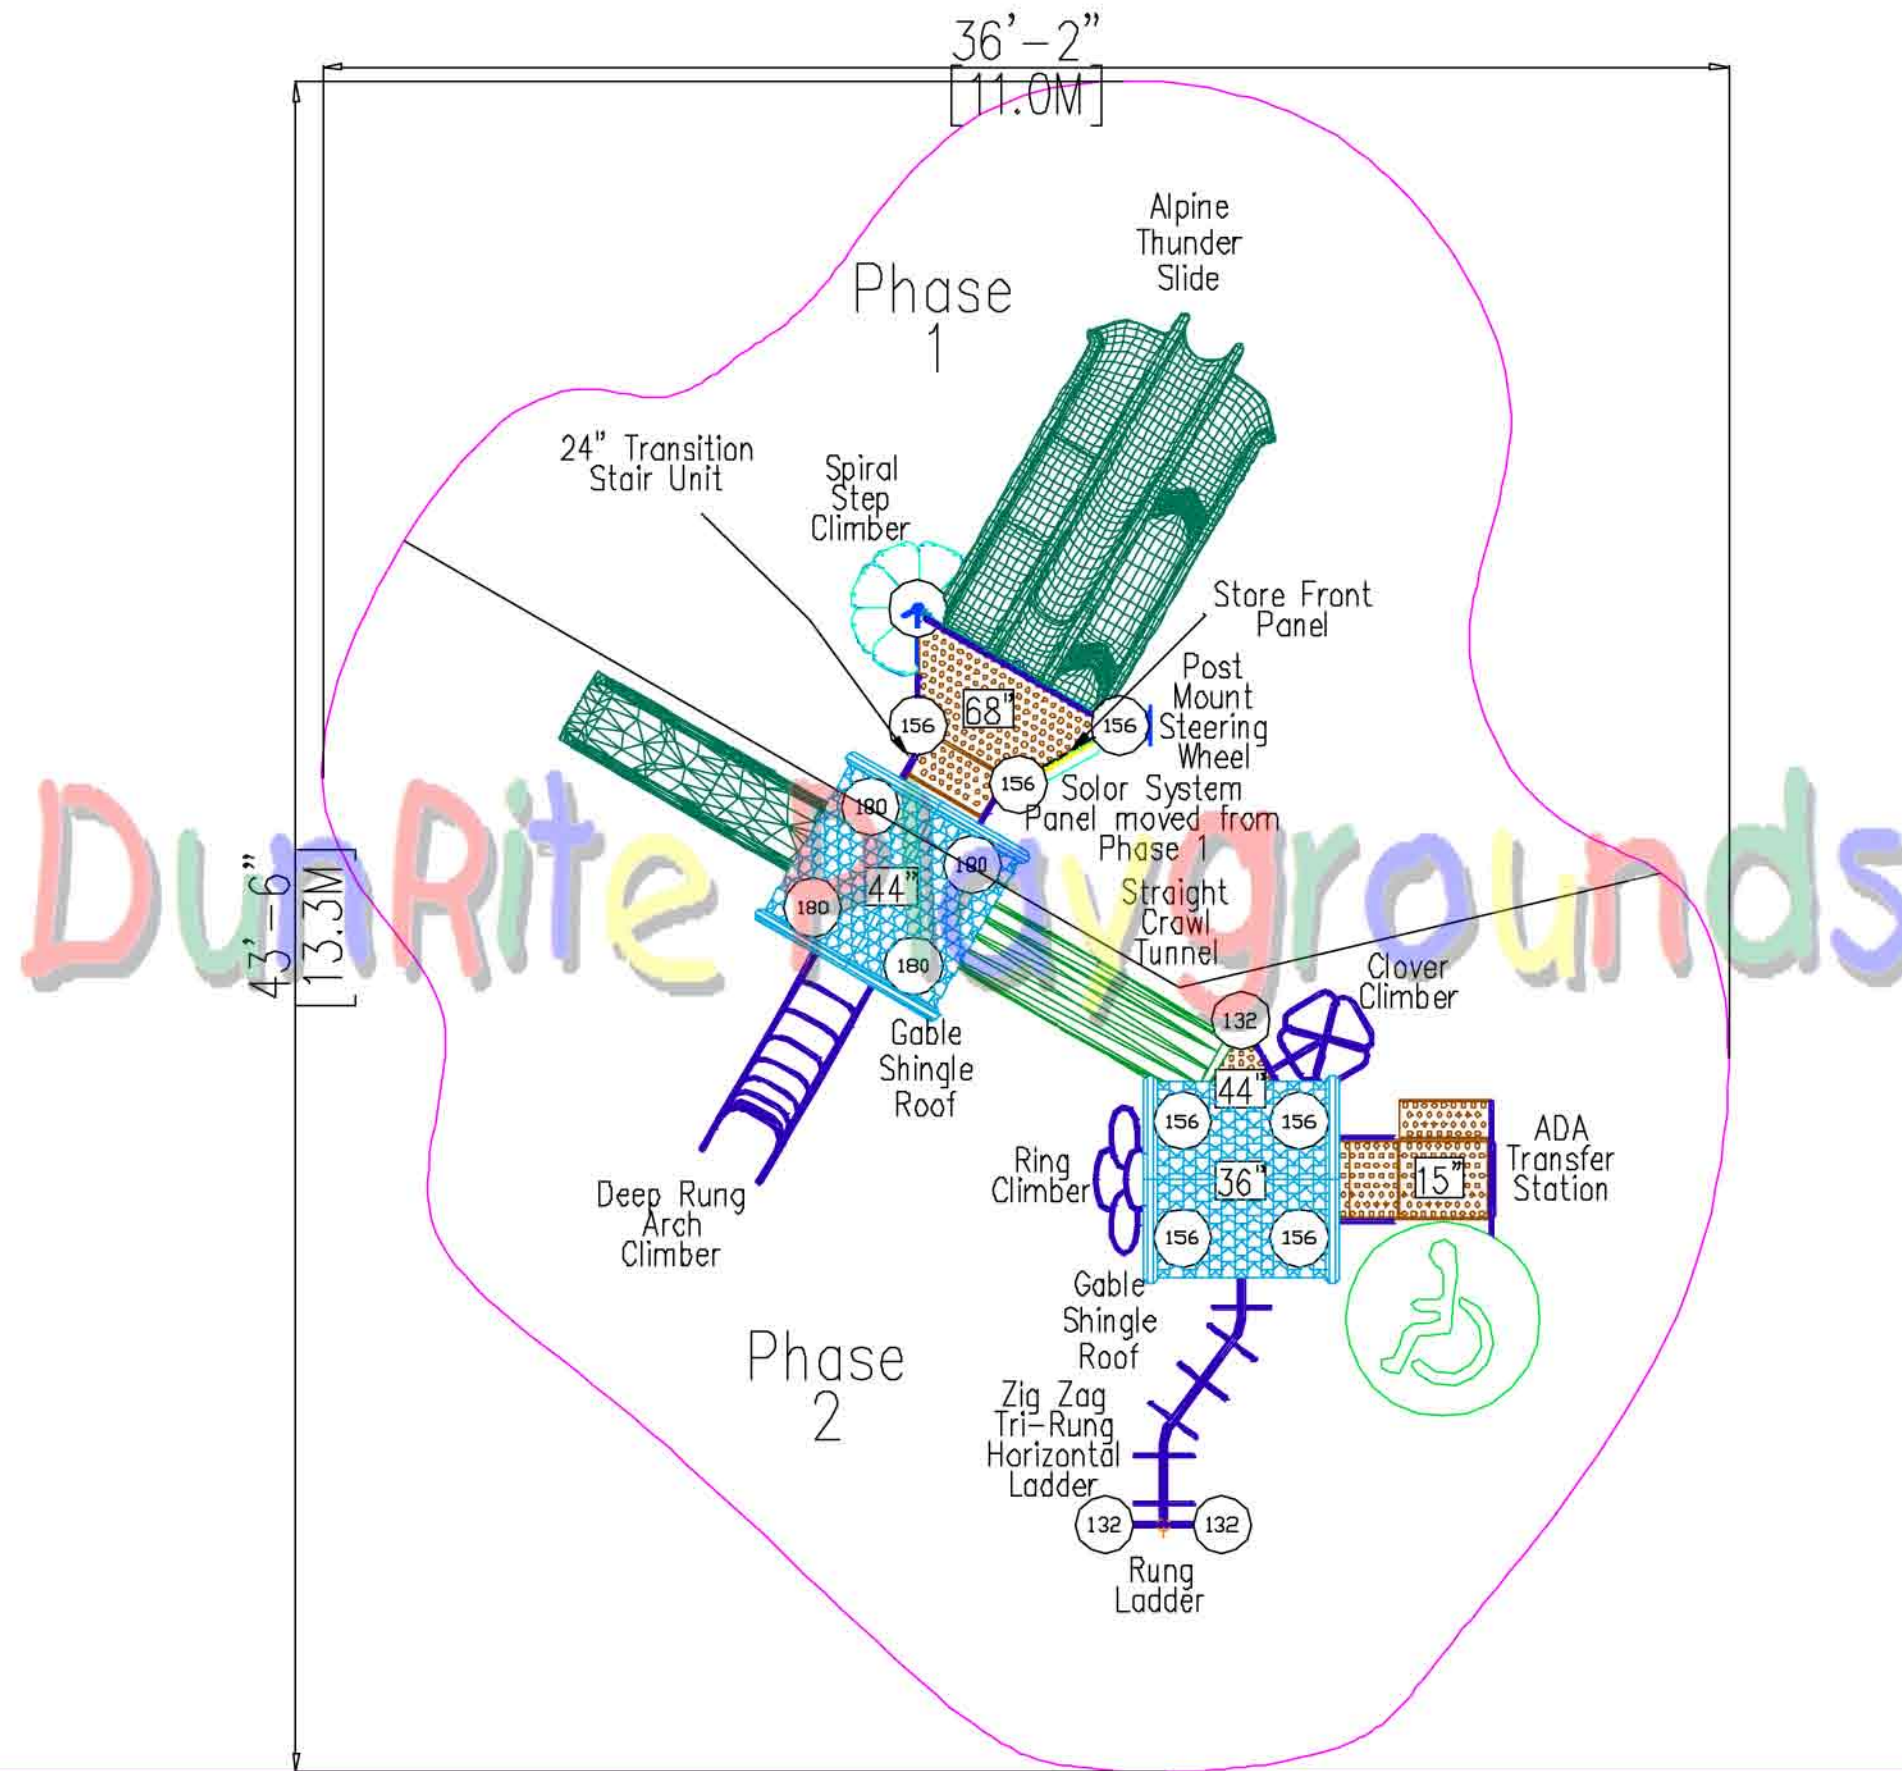 36'-2"
[11.0M]
Alpine
Thunder
Slide
Phase
1
24" Transition
Stair Unit
Spiral
Step
Climber
Store Front
Panel
68"
156
156
156
Post
Mount
Steering
Wheel
Solor System
Panel moved from
Phase 1
180
180
180
180
44"
DunRite Playgrounds
43'-6"
[13.3M]
Straight
Crawl
Tunnel
Clover
Climber
132
Gable
Shingle
Roof
44"
156
156
156
156
36"
15"
ADA
Transfer
Station
Ring
Climber
Deep Rung
Arch
Climber
Gable
Shingle
Roof
Phase
2
Zig Zag
Tri-Rung
Horizontal
Ladder
132
132
Rung
Ladder